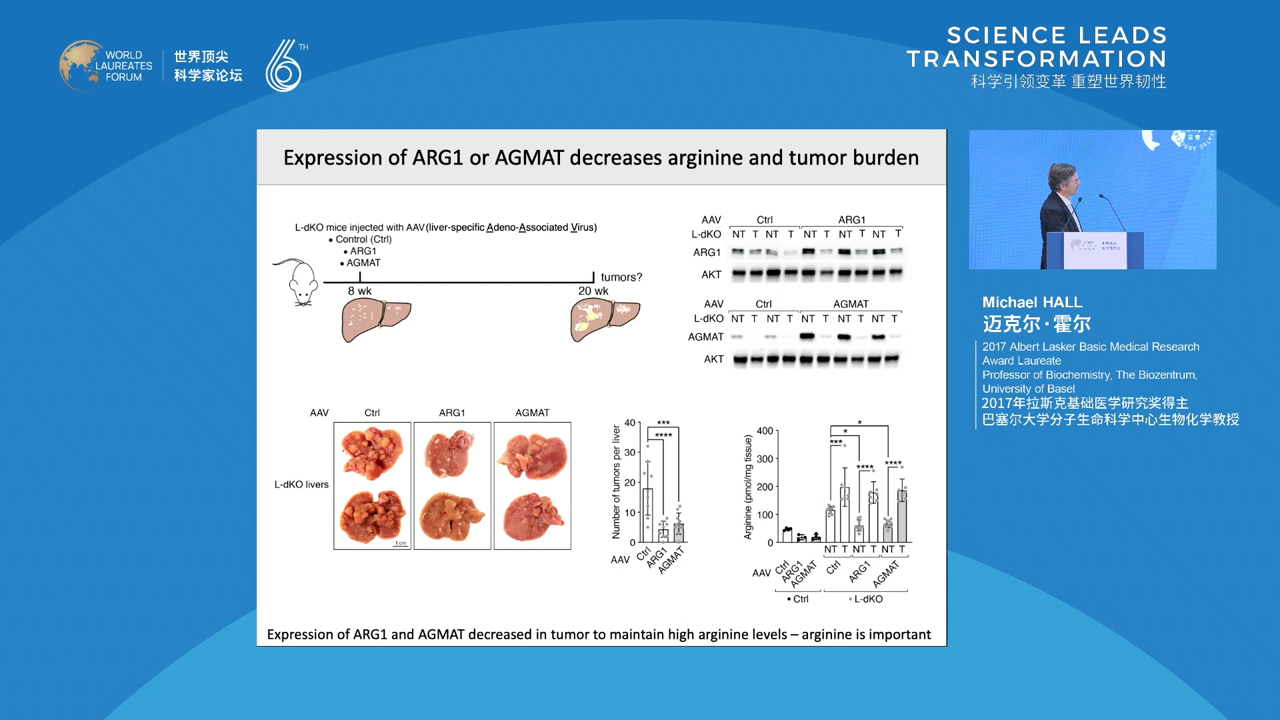 WORLD
LAUREATES
FORUM
世界顶尖
科学家论坛
6TH
SCIENCE LEADS
TRANSFORMATION
科学引领变革 重塑世界韧性
Expression of ARG1 or AGMAT decreases arginine and tumor burden
L-dKO mice injected with AAV(liver-specific Adeno-Associated Virus)
• Control (Ctrl)
• ARG1
• AGMAT
tumors?
8 wk
20 wk
AAV Ctrl ARG1
L-dKO NT T NT T NT T NT T NT T
ARG1
AKT
AAV Ctrl AGMAT
L-dKO NT T NT T NT T NT T NT T
AGMAT
AKT
AAV Ctrl ARG1 AGMAT
L-dKO livers
1 cm
Number of tumors per liver
40
30
20
10
0
***
****
AAV Ctrl ARG1 AGMAT
Arginine (pmol/mg tissue)
400
300
200
100
0
*
*
***
****
****
NT T NT T NT T
AAV Ctrl ARG1 AGMAT Ctrl ARG1 AGMAT
• Ctrl
• L-dKO
Expression of ARG1 and AGMAT decreased in tumor to maintain high arginine levels – arginine is important
Michael HALL
迈克尔·霍尔
2017 Albert Lasker Basic Medical Research
Award Laureate
Professor of Biochemistry, The Biozentrum,
University of Basel
2017年拉斯克基础医学研究奖得主
巴塞尔大学分子生命科学中心生物化学教授